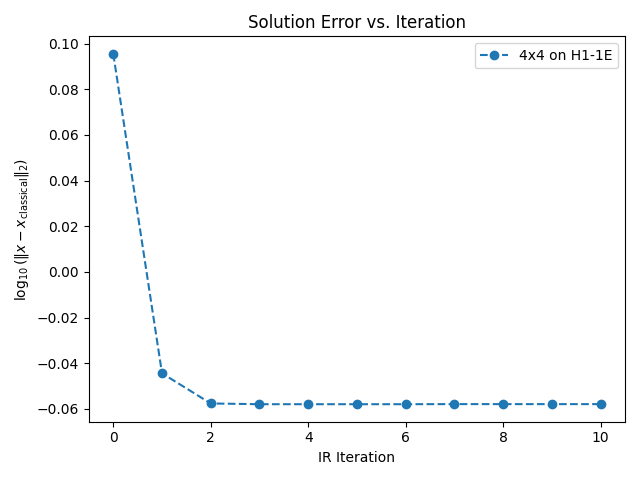 Solution Error vs. Iteration
4x4 on H1-1E
log₁₀(‖x − x_classical‖₂)
0.10
0.08
0.06
0.04
0.02
0.00
−0.02
−0.04
−0.06
0 2 4 6 8 10
IR Iteration